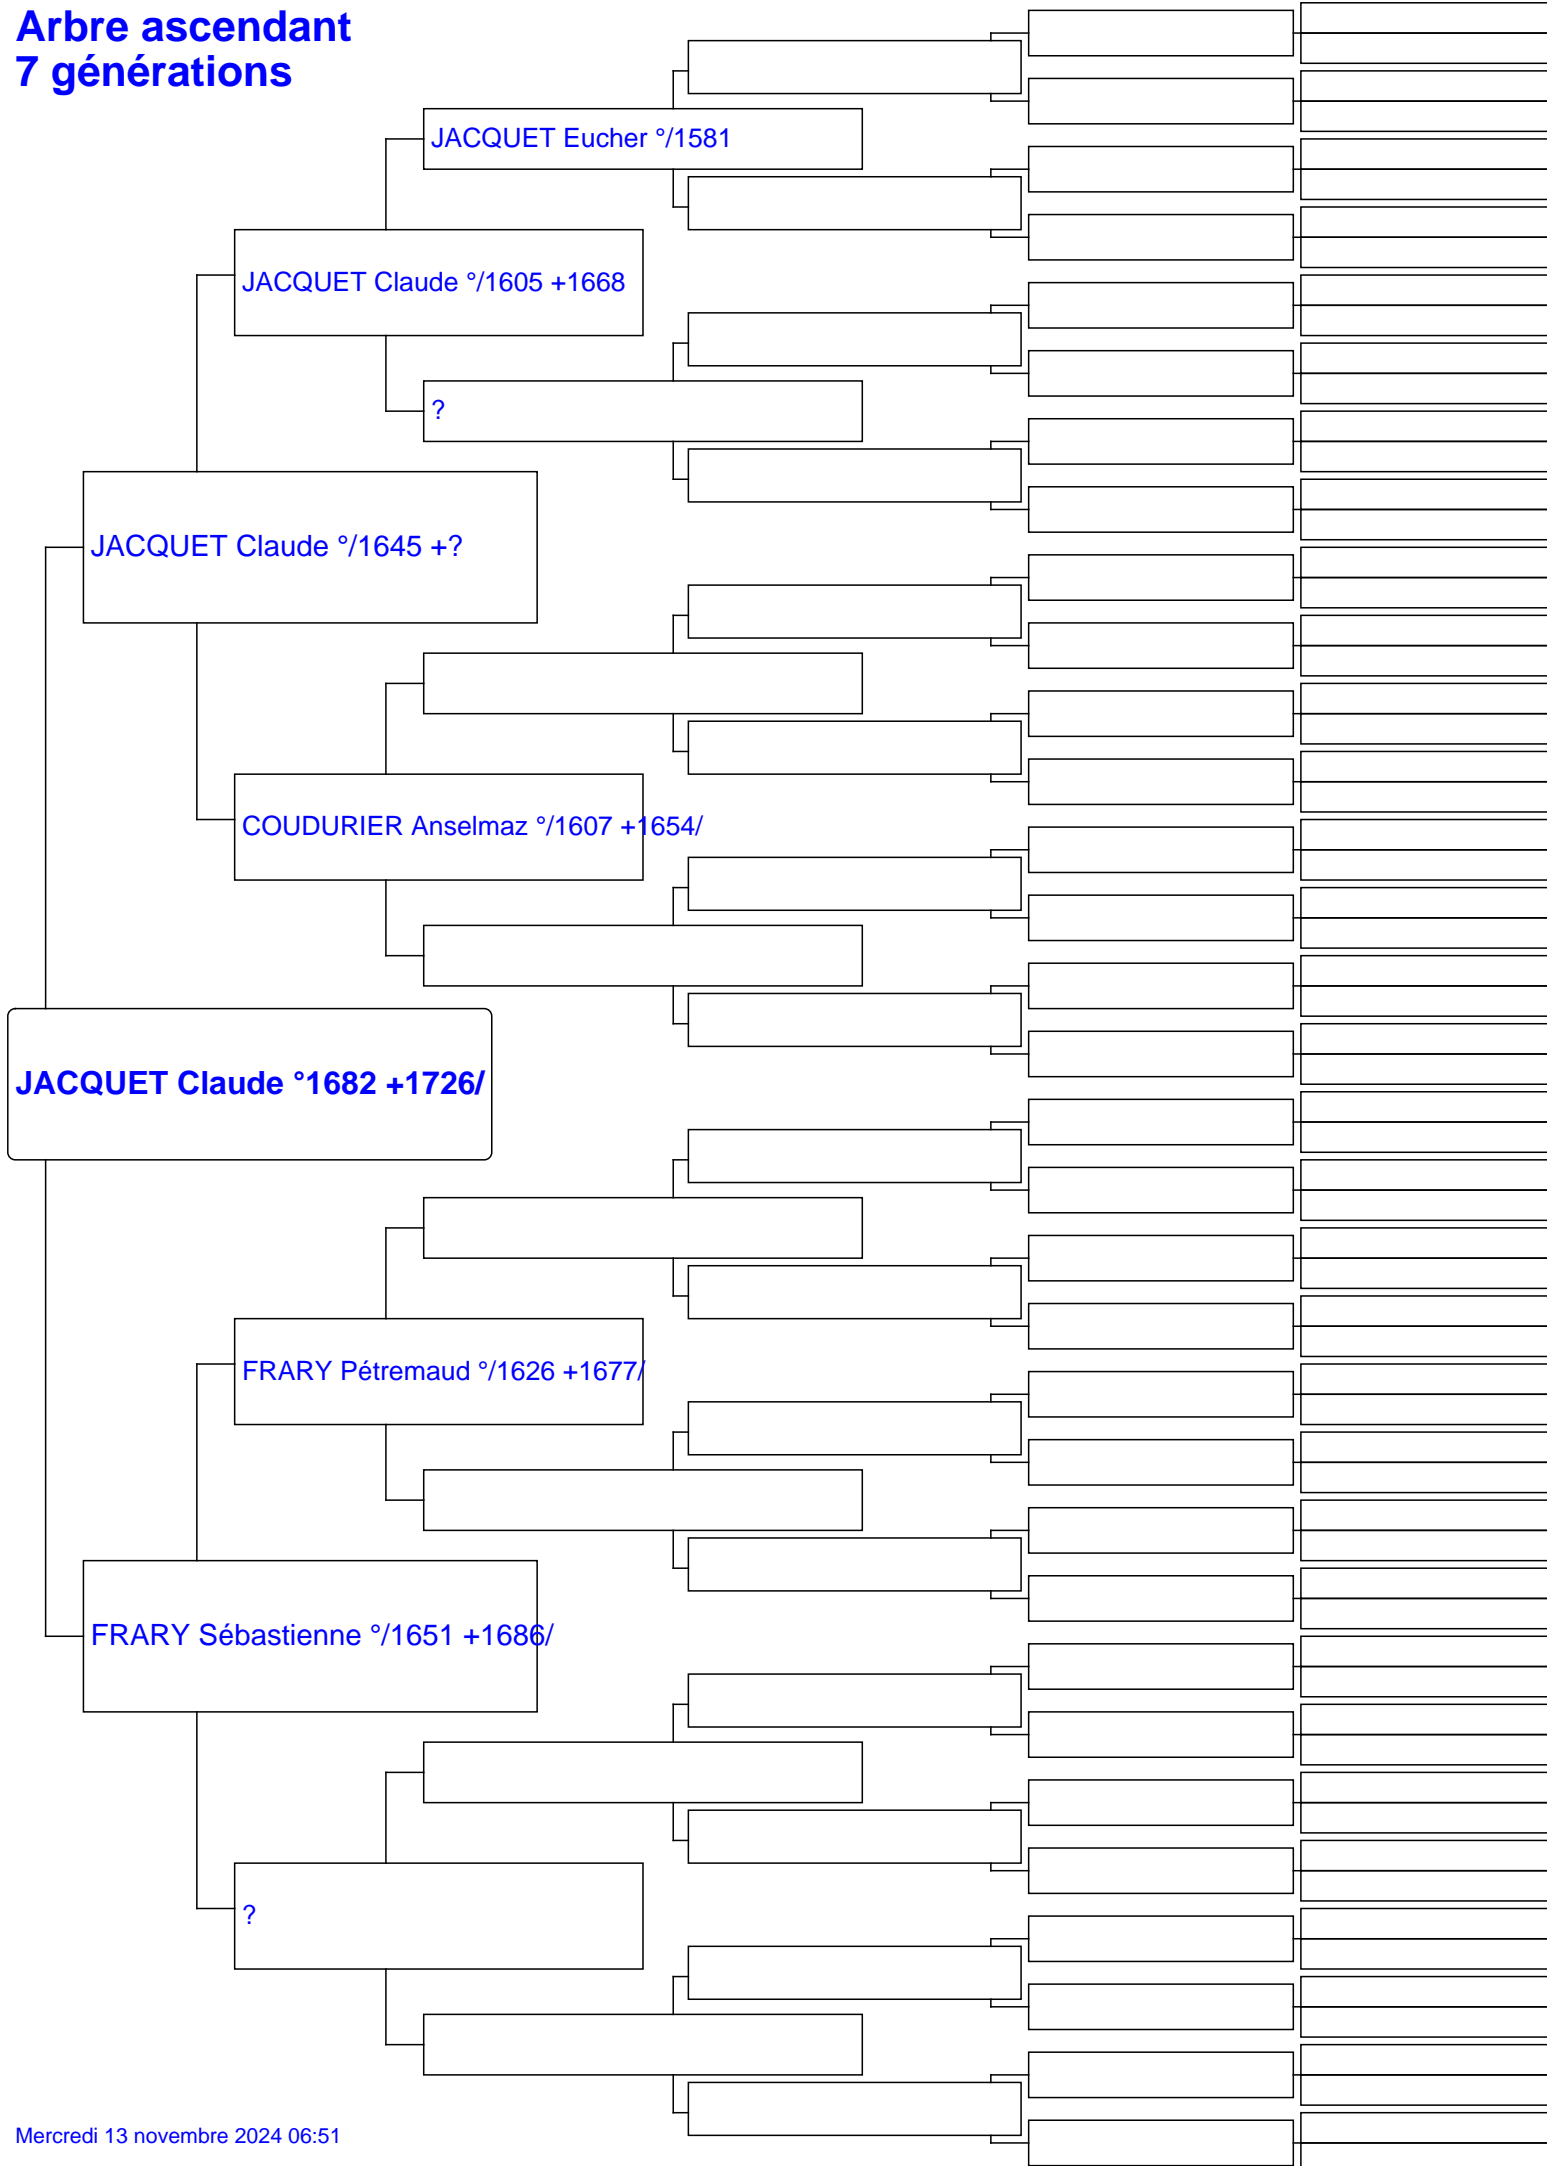 Arbre ascendant
7 générations
JACQUET Eucher °/1581
JACQUET Claude °/1605 +1668
?
JACQUET Claude °/1645 +?
COUDURIER Anselmaz °/1607 +1654/
JACQUET Claude °1682 +1726/
FRARY Pétremaud °/1626 +1677/
FRARY Sébastienne °/1651 +1686/
?
Mercredi 13 novembre 2024 06:51